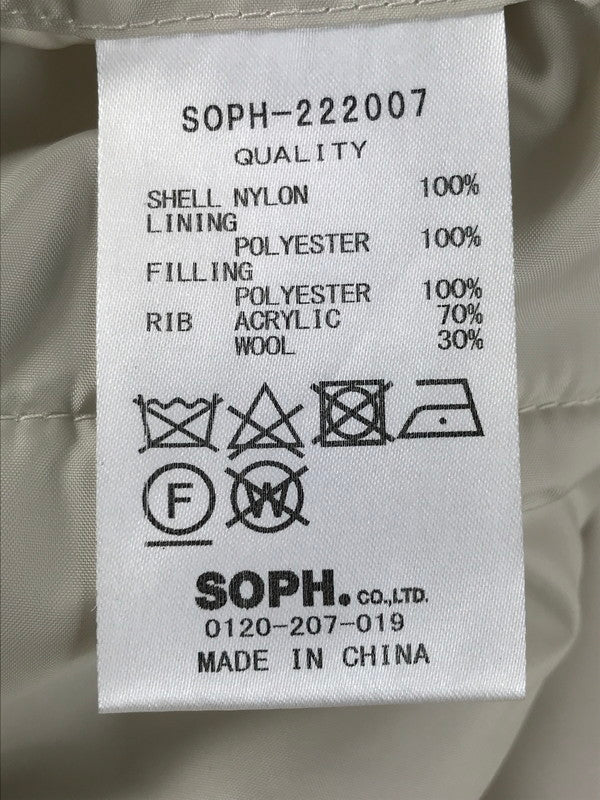 SOPH-222007
QUALITY
SHELL NYLON 100%
LINING
POLYESTER 100%
FILLING
POLYESTER 100%
RIB ACRYLIC 70%
WOOL 30%
F W
SOPH. CO.,LTD.
0120-207-019
MADE IN CHINA